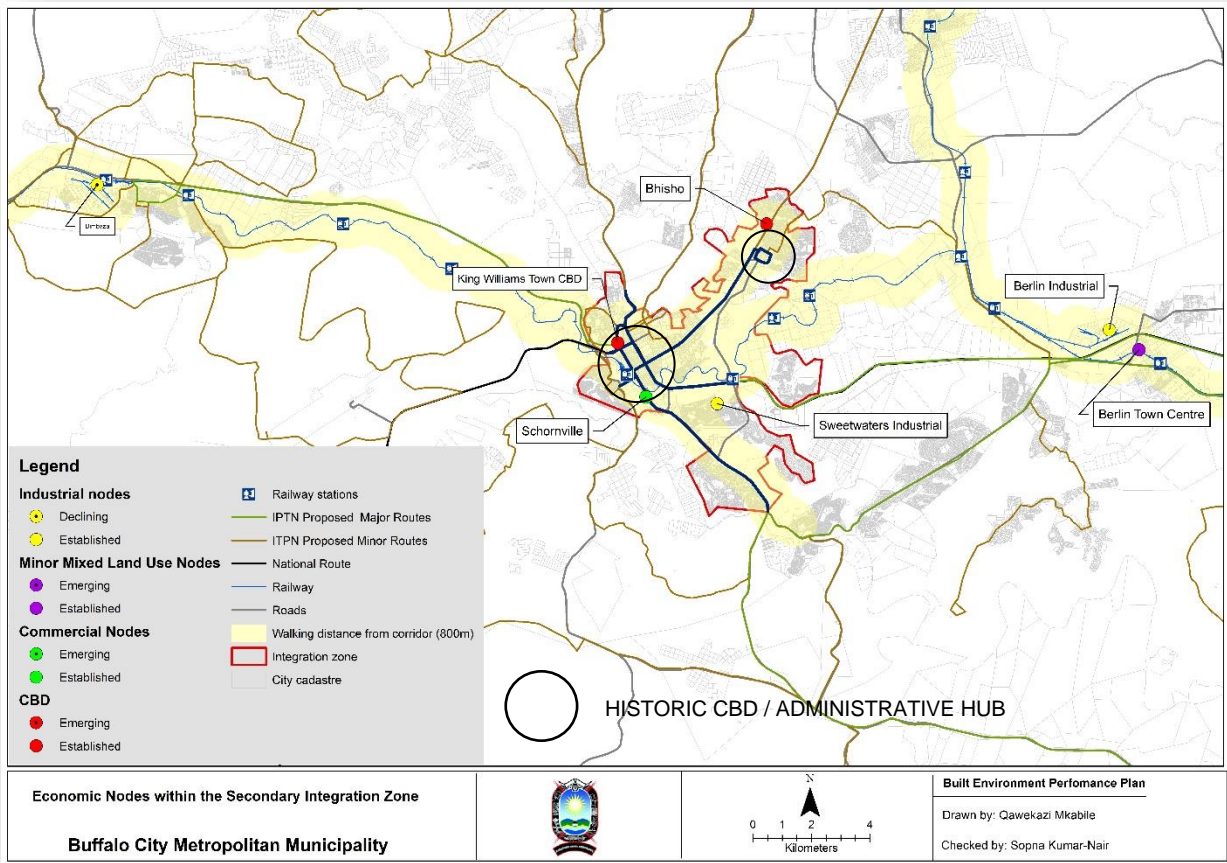 Bhisho
Dimbaza
King Williams Town CBD
Berlin Industrial
Berlin Town Centre
Schornville
Sweetwaters Industrial
Legend
Industrial nodes
Declining
Established
Minor Mixed Land Use Nodes
Emerging
Established
Commercial Nodes
Emerging
Established
CBD
Emerging
Established
Railway stations
IPTN Proposed Major Routes
ITPN Proposed Minor Routes
National Route
Railway
Roads
Walking distance from corridor (800m)
Integration zone
City cadastre
HISTORIC CBD / ADMINISTRATIVE HUB
Economic Nodes within the Secondary Integration Zone
Buffalo City Metropolitan Municipality
N
0 1 2 4
Kilometers
Built Environment Perfomance Plan
Drawn by: Qawekazi Mkabile
Checked by: Sopna Kumar-Nair